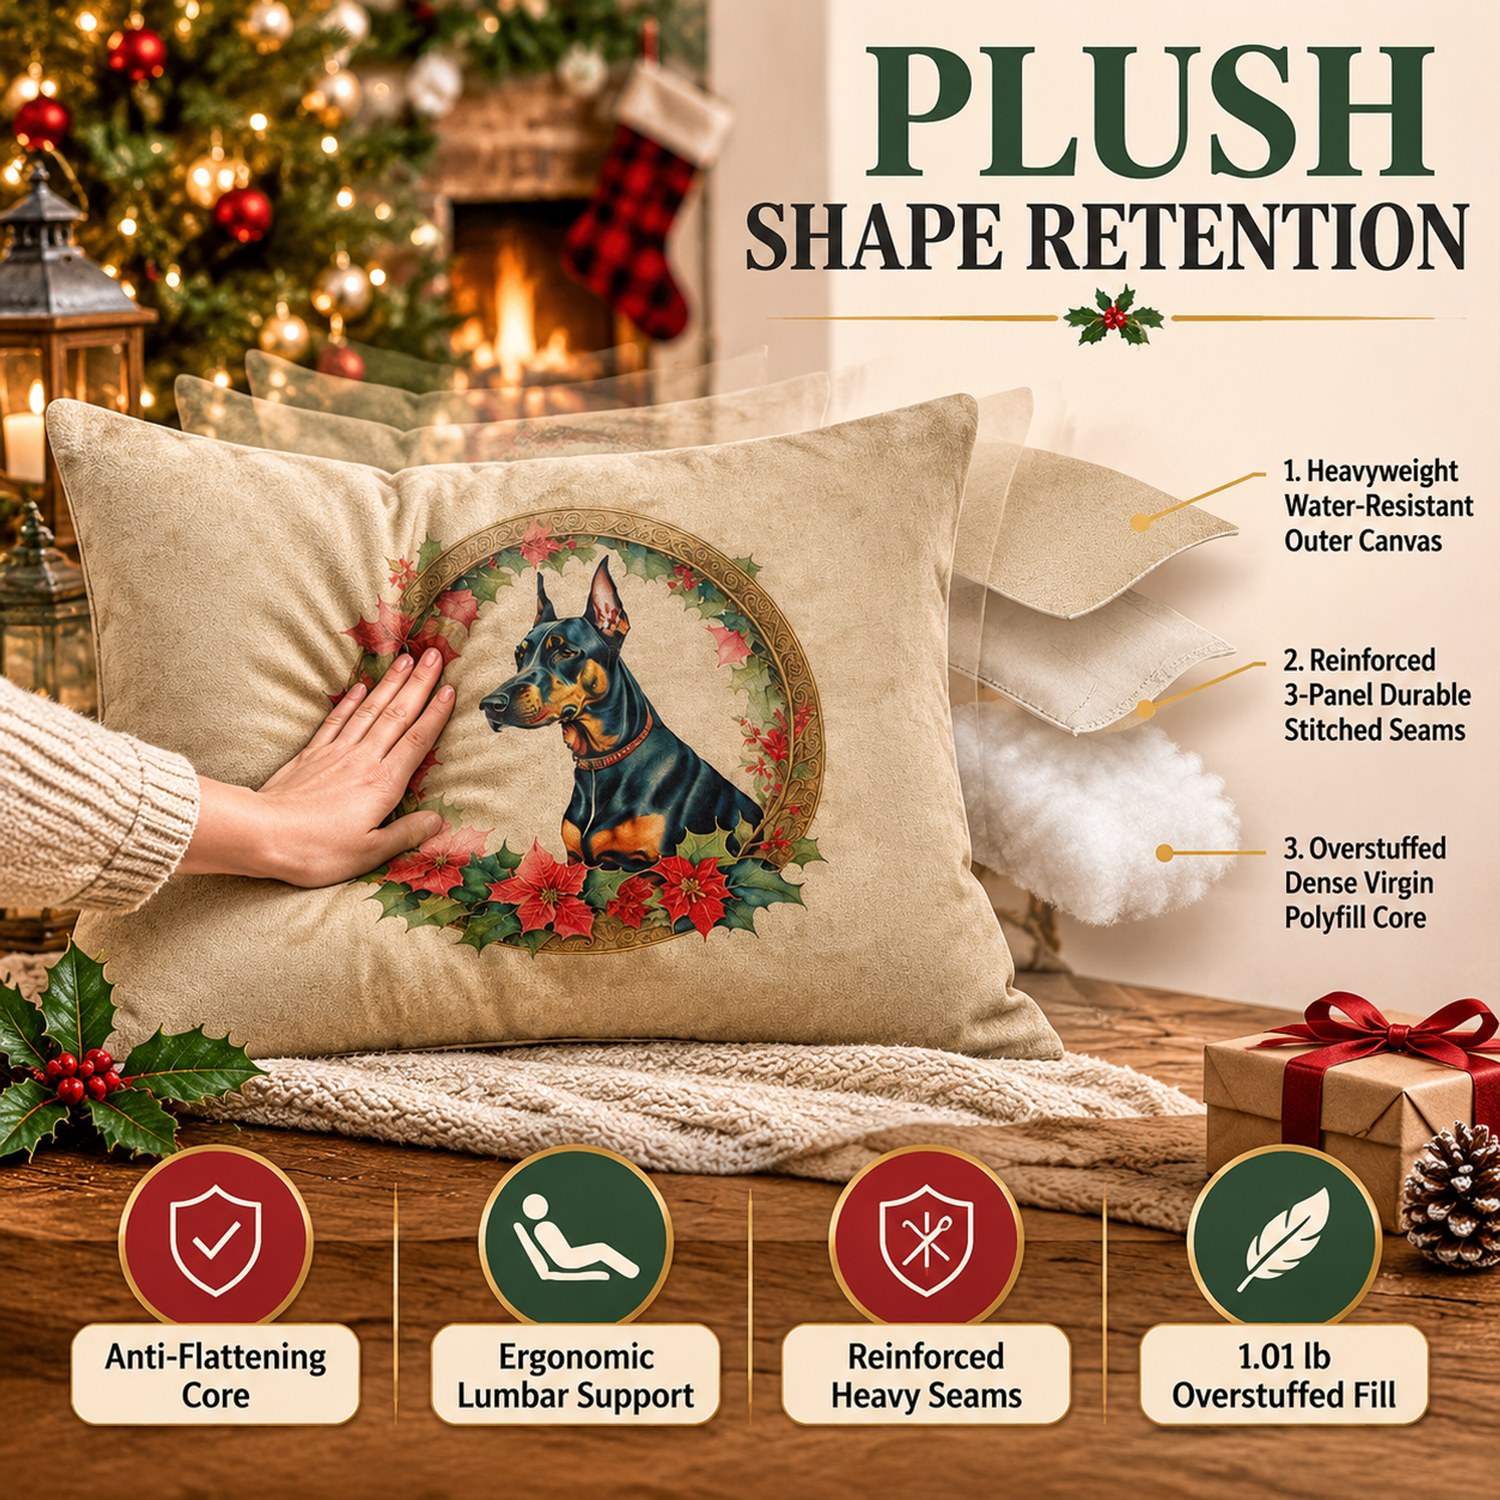 PLUSH
SHAPE RETENTION
1. Heavyweight
Water-Resistant
Outer Canvas
2. Reinforced
3-Panel Durable
Stitched Seams
3. Overstuffed
Dense Virgin
Polyfill Core
Anti-Flattening
Core
Ergonomic
Lumbar Support
Reinforced
Heavy Seams
1.01 lb
Overstuffed Fill